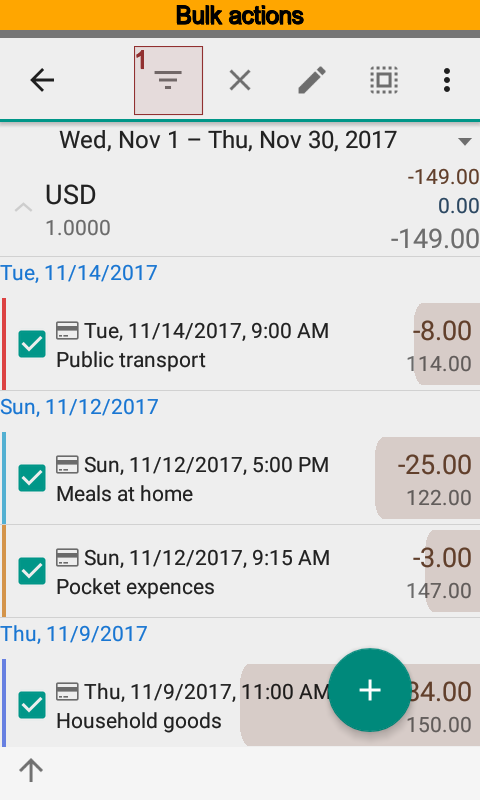 Bulk actions
1
Wed, Nov 1 – Thu, Nov 30, 2017
USD
-149.00
0.00
1.0000
-149.00
Tue, 11/14/2017
Tue, 11/14/2017, 9:00 AM
-8.00
Public transport
114.00
Sun, 11/12/2017
Sun, 11/12/2017, 5:00 PM
-25.00
Meals at home
122.00
Sun, 11/12/2017, 9:15 AM
-3.00
Pocket expences
147.00
Thu, 11/9/2017
Thu, 11/9/2017, 11:00 AM
34.00
Household goods
150.00